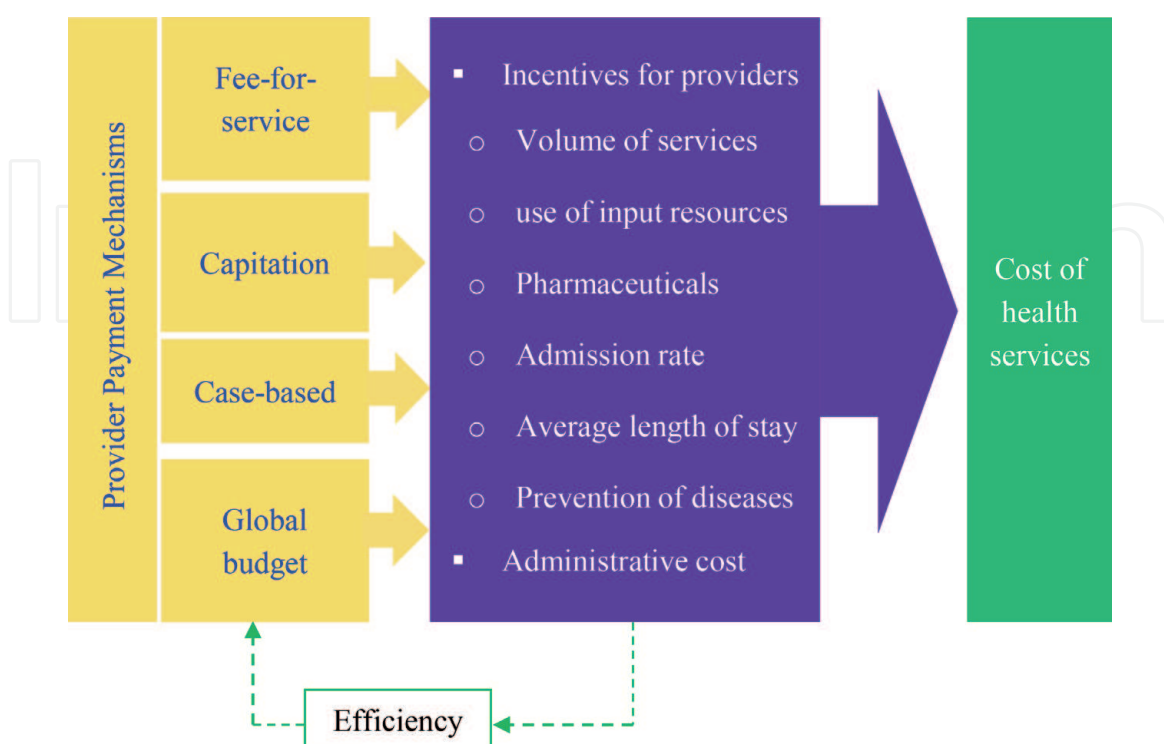 Provider Payment Mechanisms
Fee-for-
service
Capitation
Case-based
Global
budget
▪ Incentives for providers
○ Volume of services
○ use of input resources
○ Pharmaceuticals
○ Admission rate
○ Average length of stay
○ Prevention of diseases
▪ Administrative cost
Cost of
health
services
Efficiency